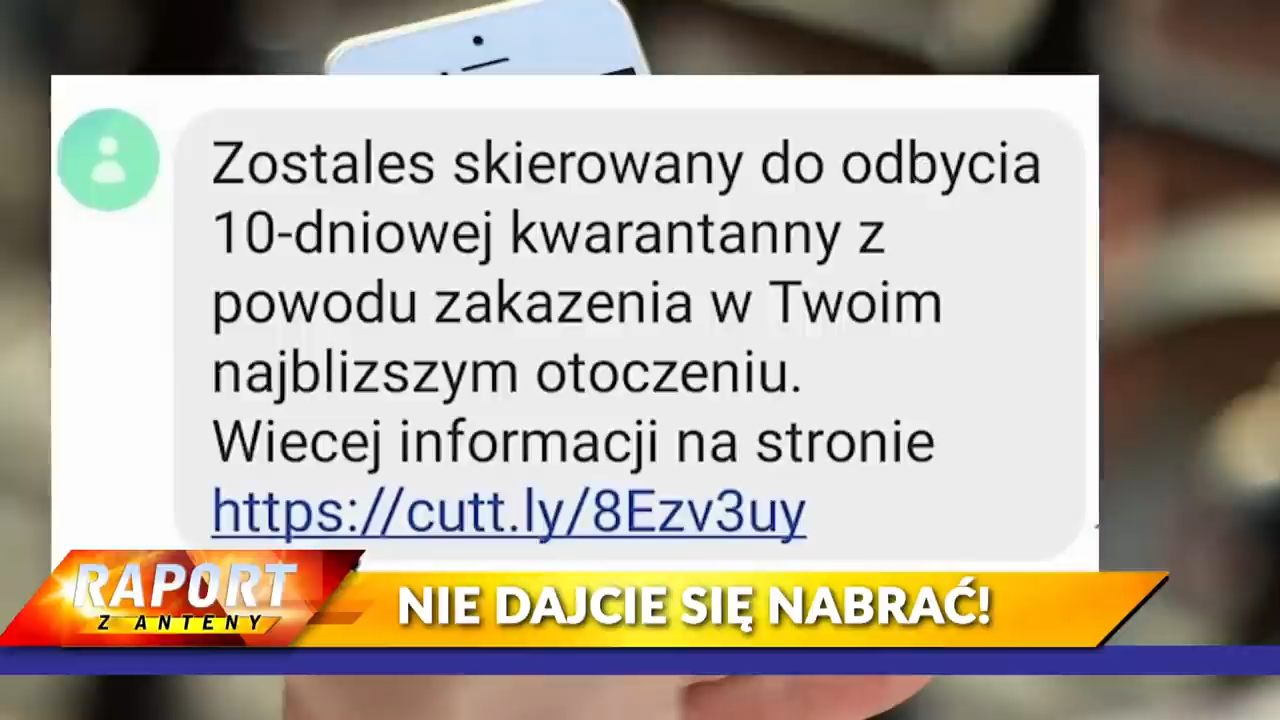 Zostales skierowany do odbycia
10-dniowej kwarantanny z
powodu zakazenia w Twoim
najblizszym otoczeniu.
Wiecej informacji na stronie
https://cutt.ly/8Ezv3uy
RAPORT
Z ANTENY
NIE DAJCIE SIĘ NABRAĆ!